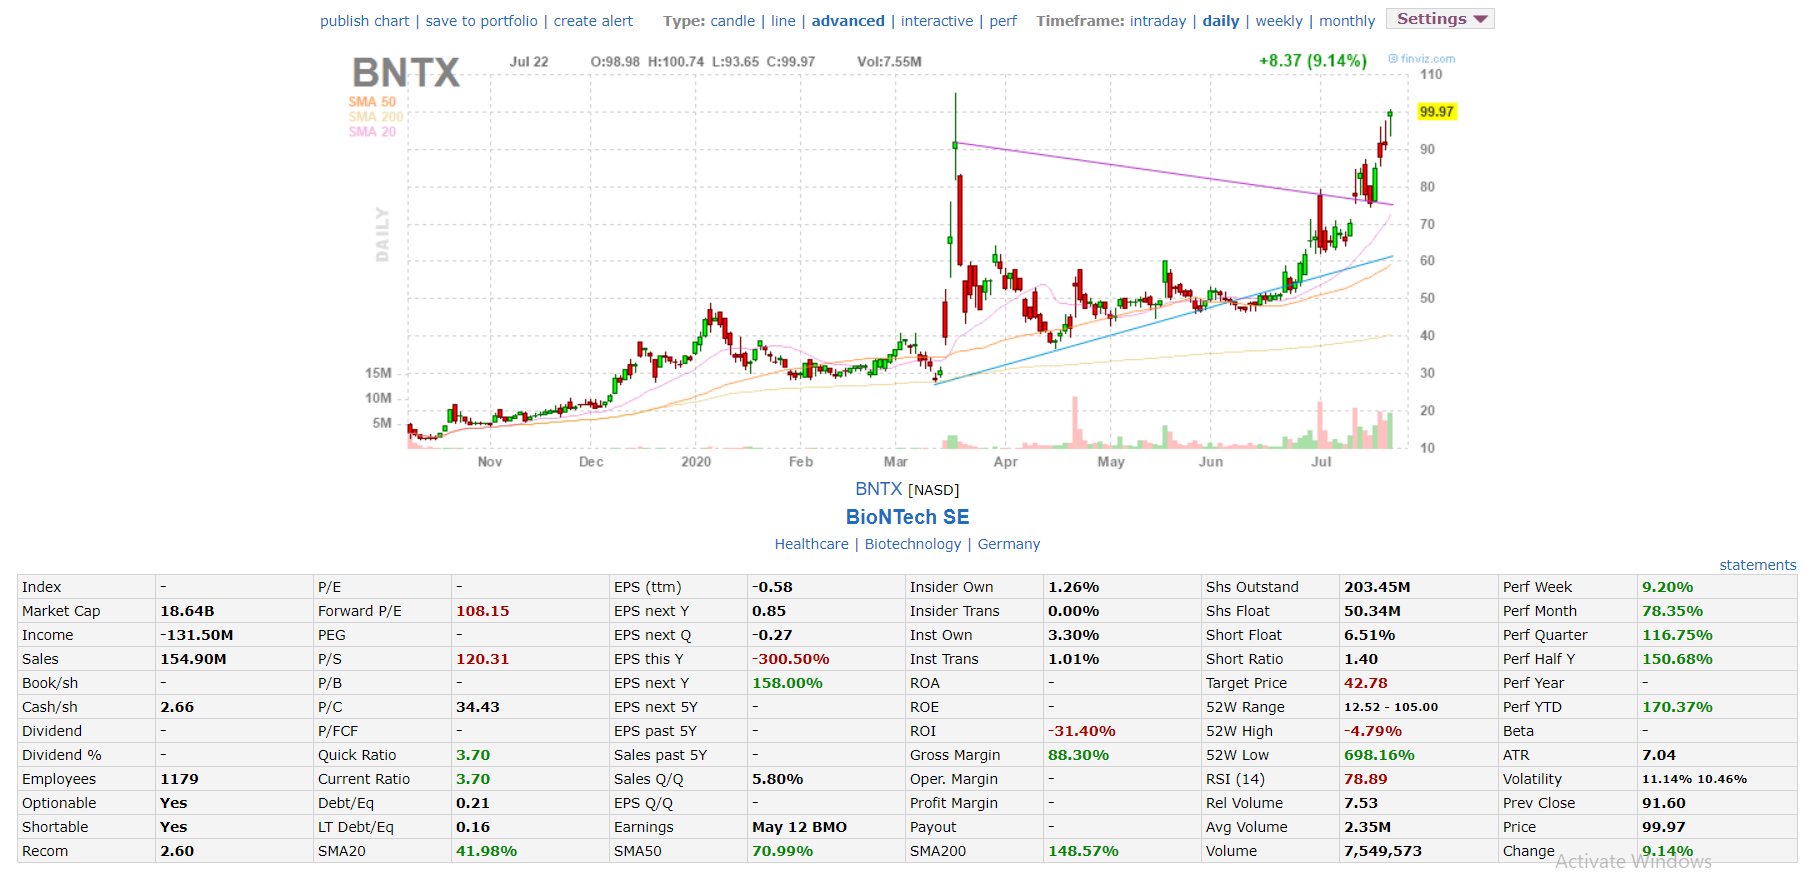 publish chart | save to portfolio | create alert Type: candle | line | advanced | interactive | perf Timeframe: intraday | daily | weekly | monthly Settings
BNTX Jul 22 O:98.98 H:100.74 L:93.65 C:99.97 Vol:7.55M +8.37 (9.14%) © finviz.com
SMA 50
SMA 200
SMA 20
DAILY
110
99.97
90
80
70
60
50
40
30
20
10
15M
10M
5M
Nov Dec 2020 Feb Mar Apr May Jun Jul
BNTX [NASD]
BioNTech SE
Healthcare | Biotechnology | Germany
statements
Index - P/E - EPS (ttm) -0.58 Insider Own 1.26% Shs Outstand 203.45M Perf Week 9.20%
Market Cap 18.64B Forward P/E 108.15 EPS next Y 0.85 Insider Trans 0.00% Shs Float 50.34M Perf Month 78.35%
Income -131.50M PEG - EPS next Q -0.27 Inst Own 3.30% Short Float 6.51% Perf Quarter 116.75%
Sales 154.90M P/S 120.31 EPS this Y -300.50% Inst Trans 1.01% Short Ratio 1.40 Perf Half Y 150.68%
Book/sh - P/B - EPS next Y 158.00% ROA - Target Price 42.78 Perf Year -
Cash/sh 2.66 P/C 34.43 EPS next 5Y - ROE - 52W Range 12.52 - 105.00 Perf YTD 170.37%
Dividend - P/FCF - EPS past 5Y - ROI -31.40% 52W High -4.79% Beta -
Dividend % - Quick Ratio 3.70 Sales past 5Y - Gross Margin 88.30% 52W Low 698.16% ATR 7.04
Employees 1179 Current Ratio 3.70 Sales Q/Q 5.80% Oper. Margin - RSI (14) 78.89 Volatility 11.14% 10.46%
Optionable Yes Debt/Eq 0.21 EPS Q/Q - Profit Margin - Rel Volume 7.53 Prev Close 91.60
Shortable Yes LT Debt/Eq 0.16 Earnings May 12 BMO Payout - Avg Volume 2.35M Price 99.97
Recom 2.60 SMA20 41.98% SMA50 70.99% SMA200 148.57% Volume 7,549,573 Change 9.14%
Activate Windows